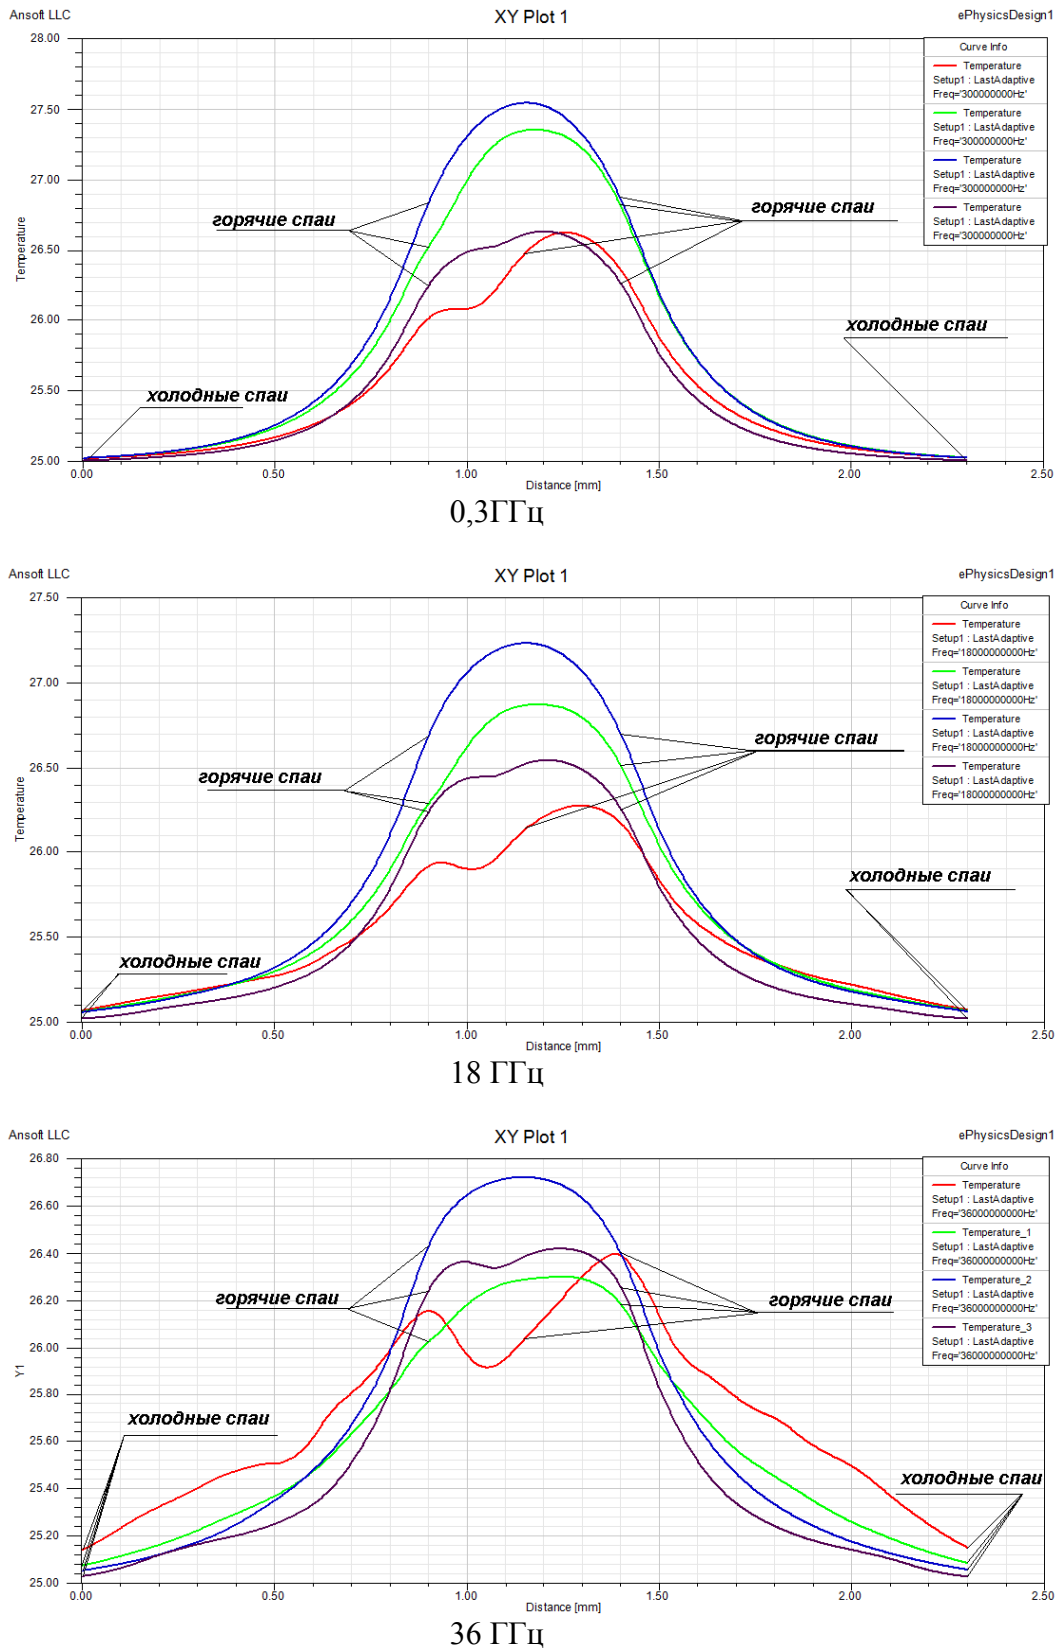 Ansoft LLC
XY Plot 1
ePhysicsDesign1
28.00
27.50
27.00
26.50
26.00
25.50
25.00
Temperature
Curve Info
Temperature
Setup1 : LastAdaptive
Freq='300000000Hz'
Temperature
Setup1 : LastAdaptive
Freq='300000000Hz'
Temperature
Setup1 : LastAdaptive
Freq='300000000Hz'
Temperature
Setup1 : LastAdaptive
Freq='300000000Hz'
горячие спаи
горячие спаи
холодные спаи
холодные спаи
0.00
0.50
1.00
1.50
2.00
2.50
Distance [mm]
0,3ГГц
Ansoft LLC
XY Plot 1
ePhysicsDesign1
27.50
27.00
26.50
26.00
25.50
25.00
Temperature
Curve Info
Temperature
Setup1 : LastAdaptive
Freq='18000000000Hz'
Temperature
Setup1 : LastAdaptive
Freq='18000000000Hz'
Temperature
Setup1 : LastAdaptive
Freq='18000000000Hz'
Temperature
Setup1 : LastAdaptive
Freq='18000000000Hz'
горячие спаи
горячие спаи
холодные спаи
холодные спаи
0.00
0.50
1.00
1.50
2.00
2.50
Distance [mm]
18 ГГц
Ansoft LLC
XY Plot 1
ePhysicsDesign1
26.80
26.60
26.40
26.20
26.00
25.80
25.60
25.40
25.20
25.00
Y1
Curve Info
Temperature
Setup1 : LastAdaptive
Freq='36000000000Hz'
Temperature_1
Setup1 : LastAdaptive
Freq='36000000000Hz'
Temperature_2
Setup1 : LastAdaptive
Freq='36000000000Hz'
Temperature_3
Setup1 : LastAdaptive
Freq='36000000000Hz'
горячие спаи
горячие спаи
холодные спаи
холодные спаи
0.00
0.50
1.00
1.50
2.00
2.50
Distance [mm]
36 ГГц